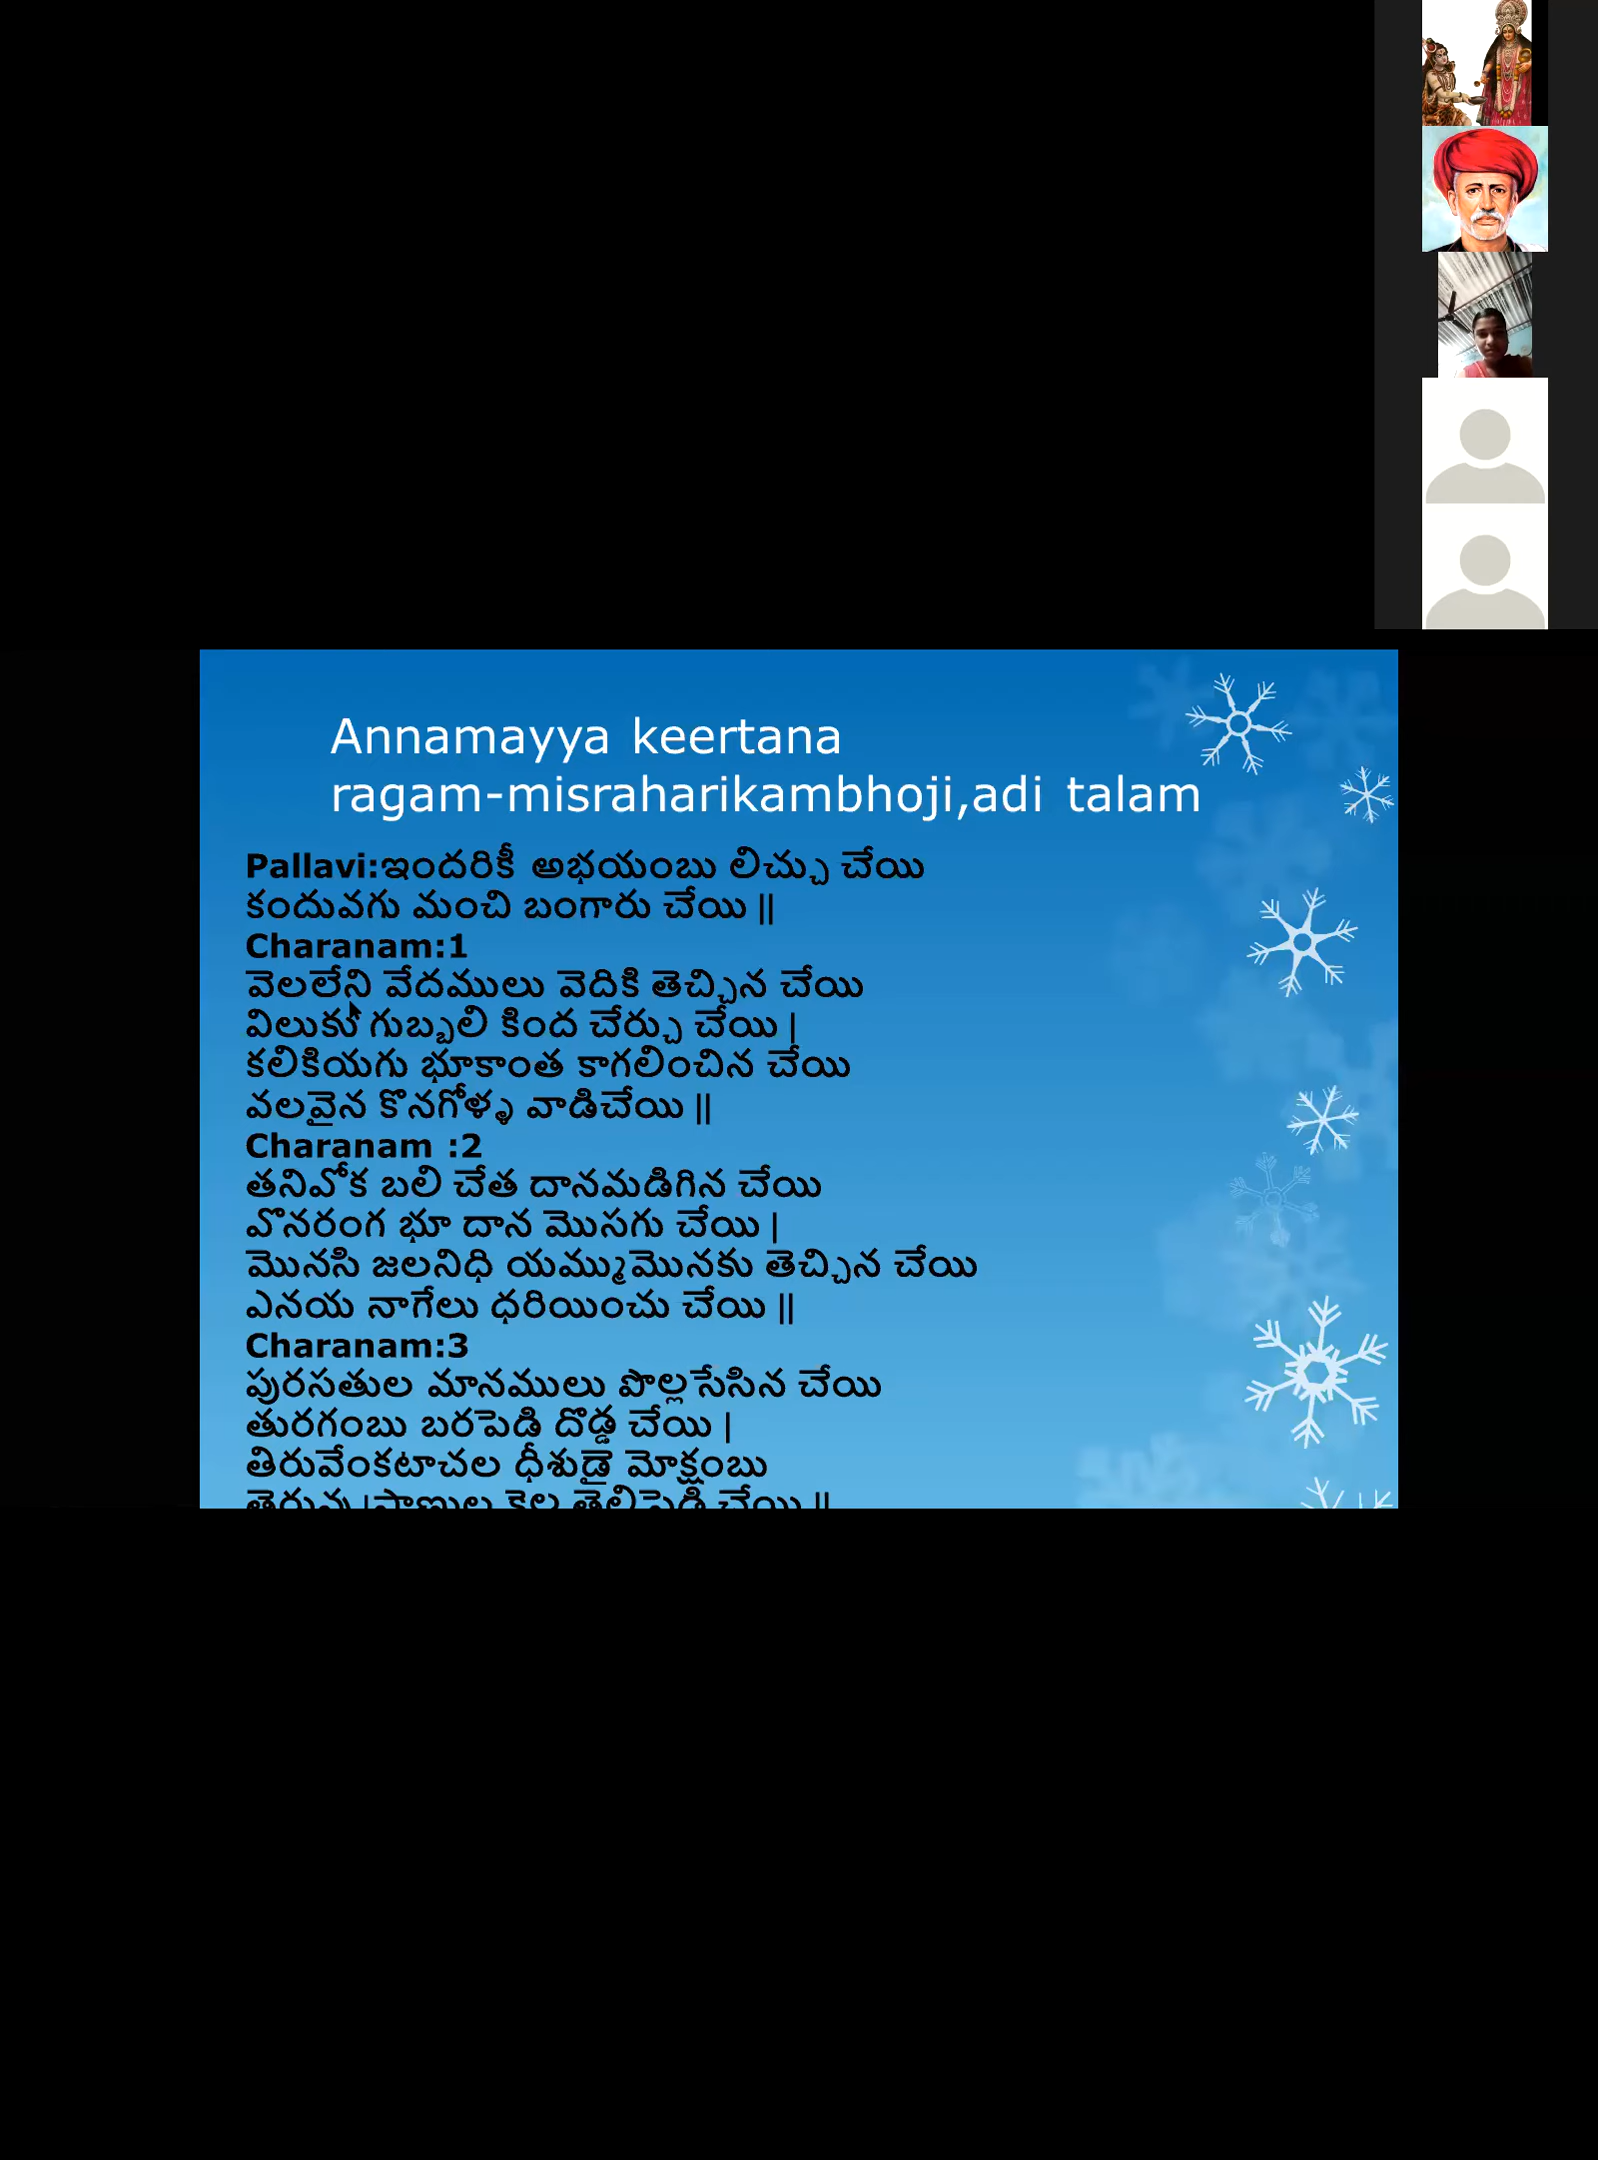 Annamayya keertana
ragam-misraharikambhoji,adi talam
Pallavi:ఇందరికీ అభయంబు లిచ్చు చేయి
కందువగు మంచి బంగారు చేయి ||
Charanam:1
వెలలేని వేదములు వెదికి తెచ్చిన చేయి
విలుకు గుబ్బలి కింద చేర్చు చేయి |
కలికియగు భూకాంత కాగలించిన చేయి
వలవైన కొనగోళ్ళ వాడిచేయి ||
Charanam :2
తనివోక బలి చేత దానమడిగిన చేయి
వొనరంగ భూ దాన మొసగు చేయి |
మొనసి జలనిధి యమ్ముమొనకు తెచ్చిన చేయి
ఎనయ నాగేలు ధరియించు చేయి ||
Charanam:3
పురసతుల మానములు పొల్లసేసిన చేయి
తురగంబు బరపెడి దొడ్డ చేయి |
తిరువేంకటాచల ధీశుడై మోక్షంబు
తెరువు ప్రాణుల కెల్ల తెలిపెడి చేయి ||